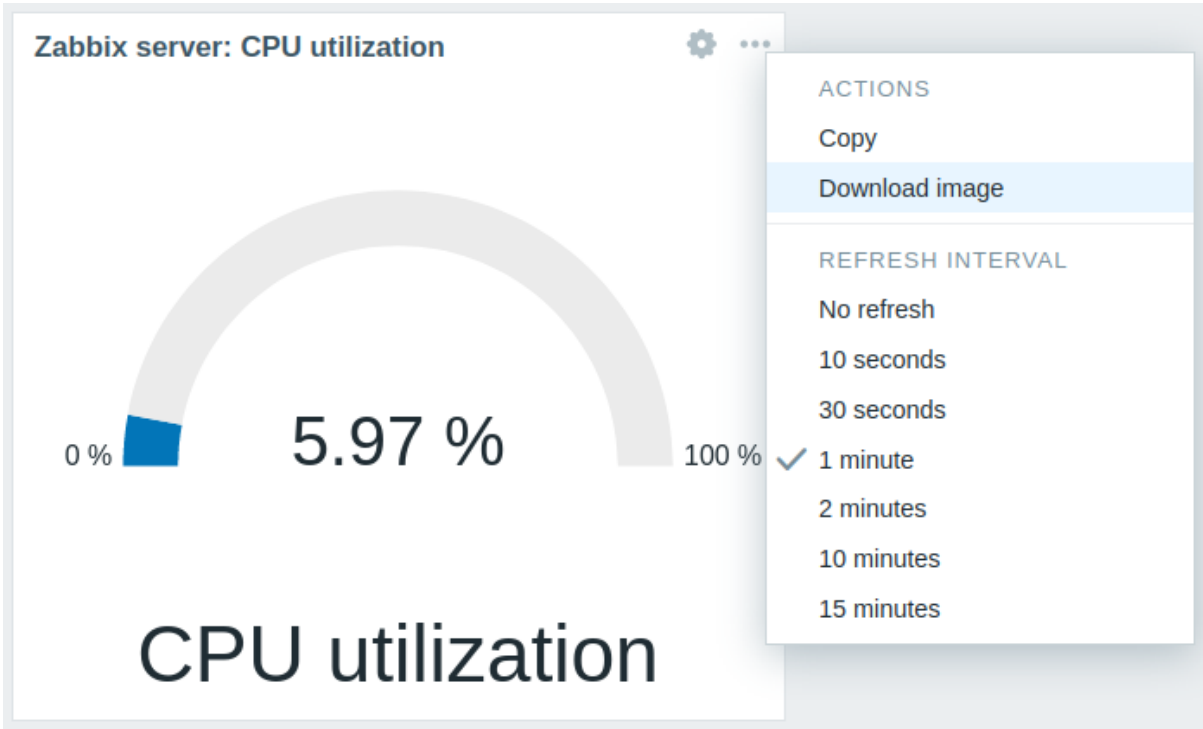 Zabbix server: CPU utilization
0 %
5.97 %
100 %
CPU utilization
ACTIONS
Copy
Download image
REFRESH INTERVAL
No refresh
10 seconds
30 seconds
1 minute
2 minutes
10 minutes
15 minutes